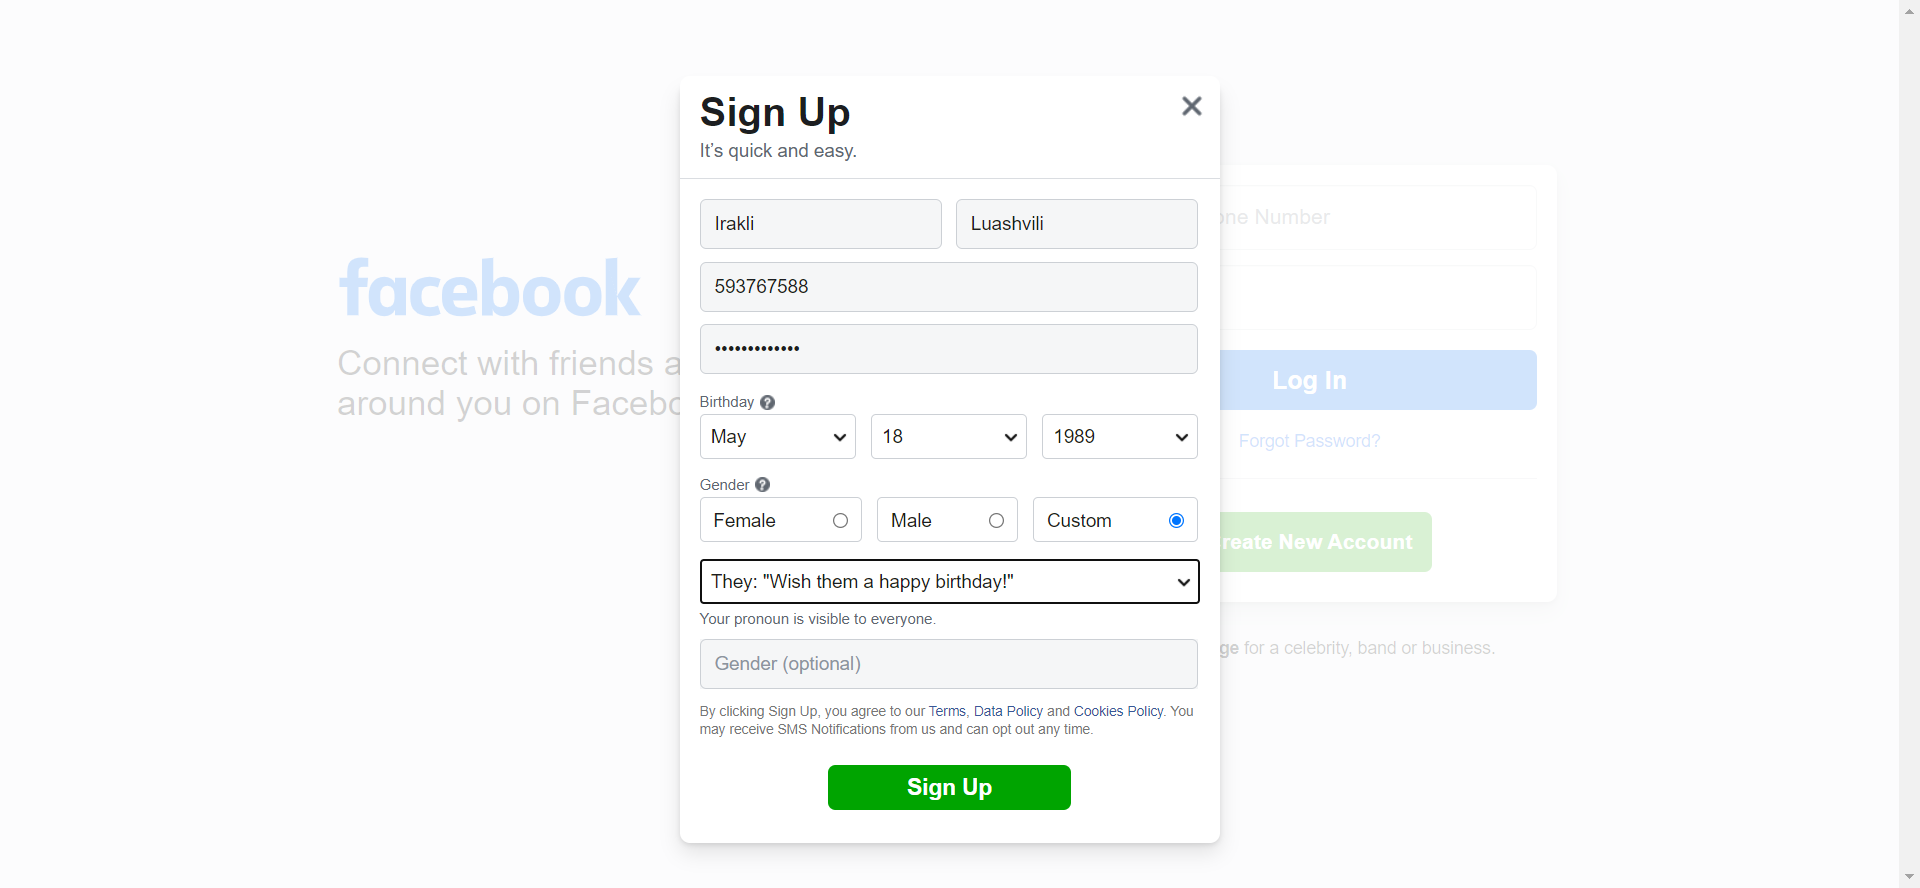 Sign Up
It's quick and easy.
Irakli
Luashvili
593767588
•••••••••••••
Birthday ?
May
18
1989
Gender ?
Female
Male
Custom
They: "Wish them a happy birthday!"
Your pronoun is visible to everyone.
Gender (optional)
By clicking Sign Up, you agree to our Terms, Data Policy and Cookies Policy. You
may receive SMS Notifications from us and can opt out any time.
Sign Up
facebook
Connect with friends
around you on
Number
Log In
Forgot Password?
New Account
for a celebrity, band or business.